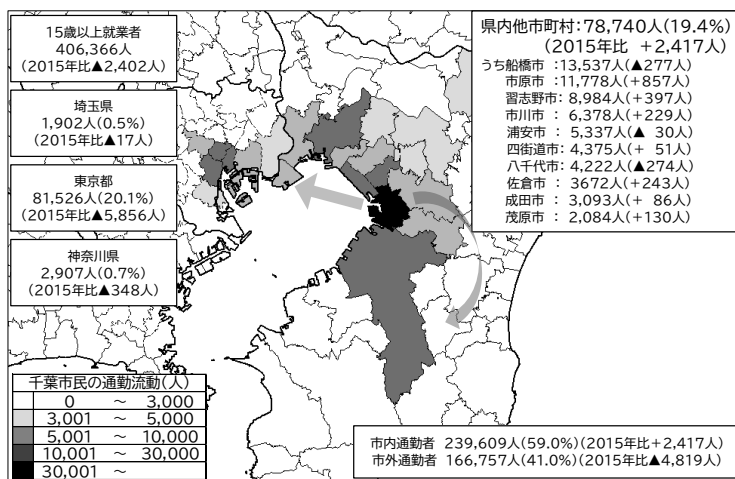 15歳以上就業者
406,366人
(2015年比▲2,402人)
埼玉県
1,902人(0.5%)
(2015年比▲17人)
東京都
81,526人(20.1%)
(2015年比▲5,856人)
神奈川県
2,907人(0.7%)
(2015年比▲348人)
県内他市町村:78,740人(19.4%)
(2015年比 +2,417人)
うち船橋市 :13,537人(▲277人)
市原市:11,778人(+857人)
習志野市: 8,984人(+397人)
市川市 : 6,378人(+229人)
浦安市 : 5,337人(▲ 30人)
四街道市: 4,375人(+ 51人)
八千代市: 4,222人(▲274人)
佐倉市 : 3672人(+243人)
成田市 : 3,093人(+ 86人)
茂原市 : 2,084人(+130人)
千葉市民の通勤流動(人)
0 ～ 3,000
3,001 ～ 5,000
5,001 ～ 10,000
10,001 ～ 30,000
30,001 ～
市内通勤者 239,609人(59.0%)(2015年比+2,417人)
市外通勤者 166,757人(41.0%)(2015年比▲4,819人)